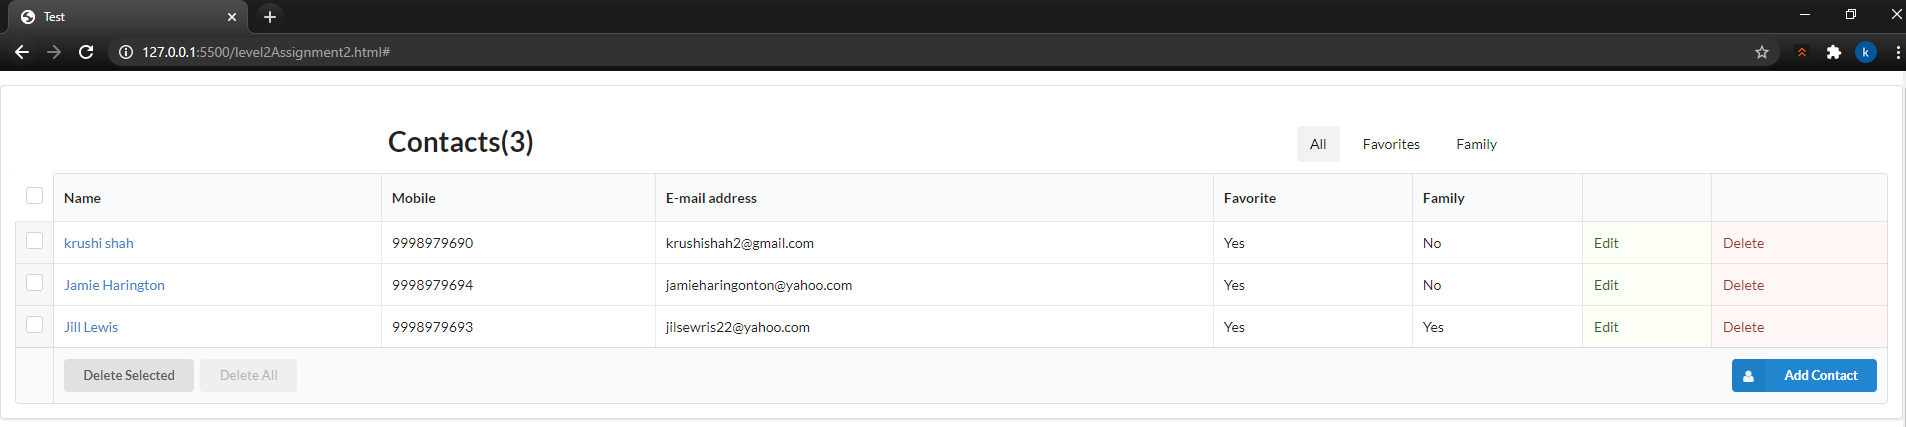 Test
127.0.0.1:5500/level2Assignment2.html#
k
Contacts(3)
All Favorites Family
Name Mobile E-mail address Favorite Family
krushi shah 9998979690 krushishah2@gmail.com Yes No Edit Delete
Jamie Harington 9998979694 jamieharingonton@yahoo.com Yes No Edit Delete
Jill Lewis 9998979693 jilsewris22@yahoo.com Yes Yes Edit Delete
Delete Selected Delete All Add Contact